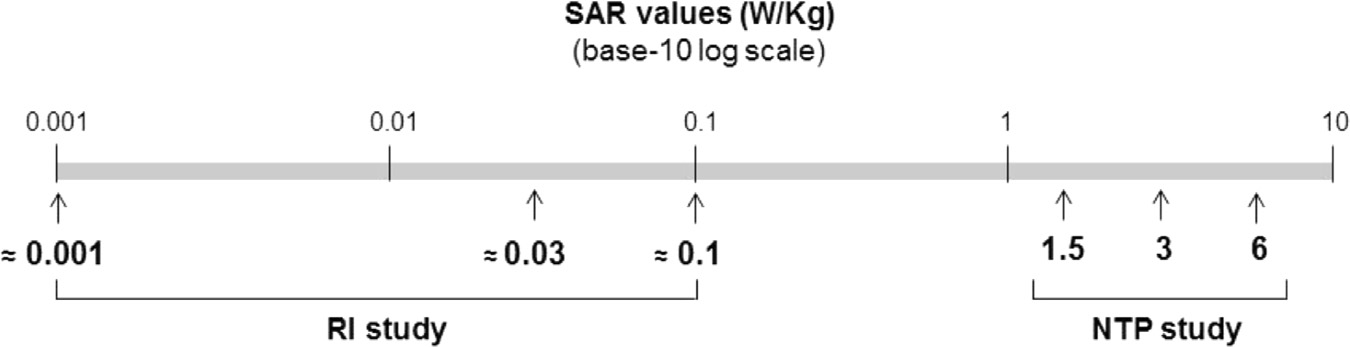 SAR values (W/Kg)
(base-10 log scale)
0.001 0.01 0.1 1 10
≈ 0.001 ≈ 0.03 ≈ 0.1 1.5 3 6
RI study NTP study